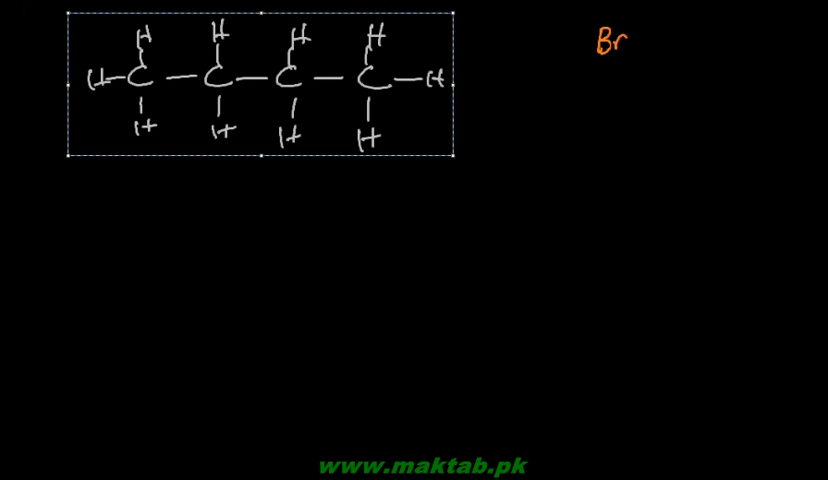 H H H H Br
H-C-C-C-C-H
H H H H
www.maktab.pk